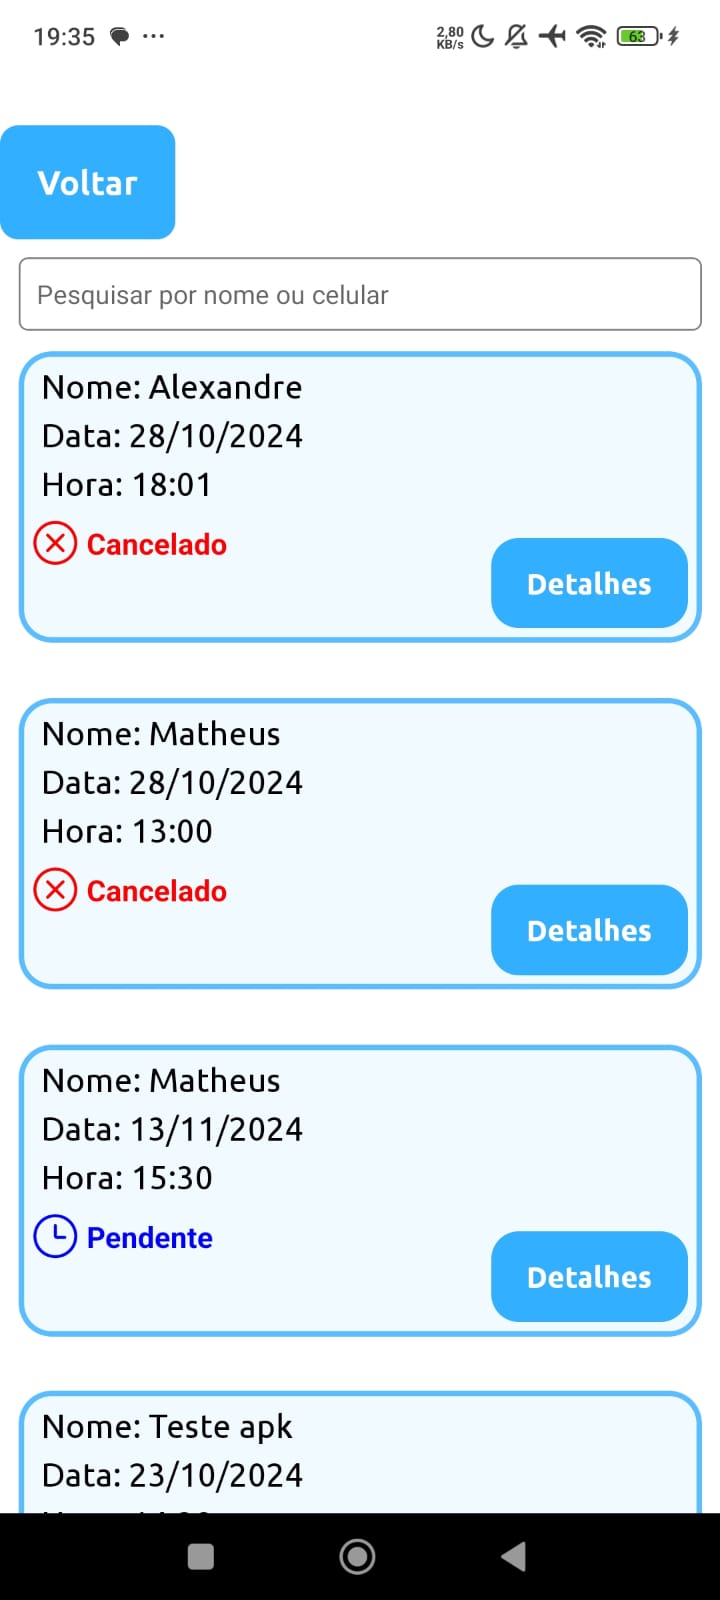 19:35
2,80
KB/s
63
Voltar
Pesquisar por nome ou celular
Nome: Alexandre
Data: 28/10/2024
Hora: 18:01
Cancelado
Detalhes
Nome: Matheus
Data: 28/10/2024
Hora: 13:00
Cancelado
Detalhes
Nome: Matheus
Data: 13/11/2024
Hora: 15:30
Pendente
Detalhes
Nome: Teste apk
Data: 23/10/2024